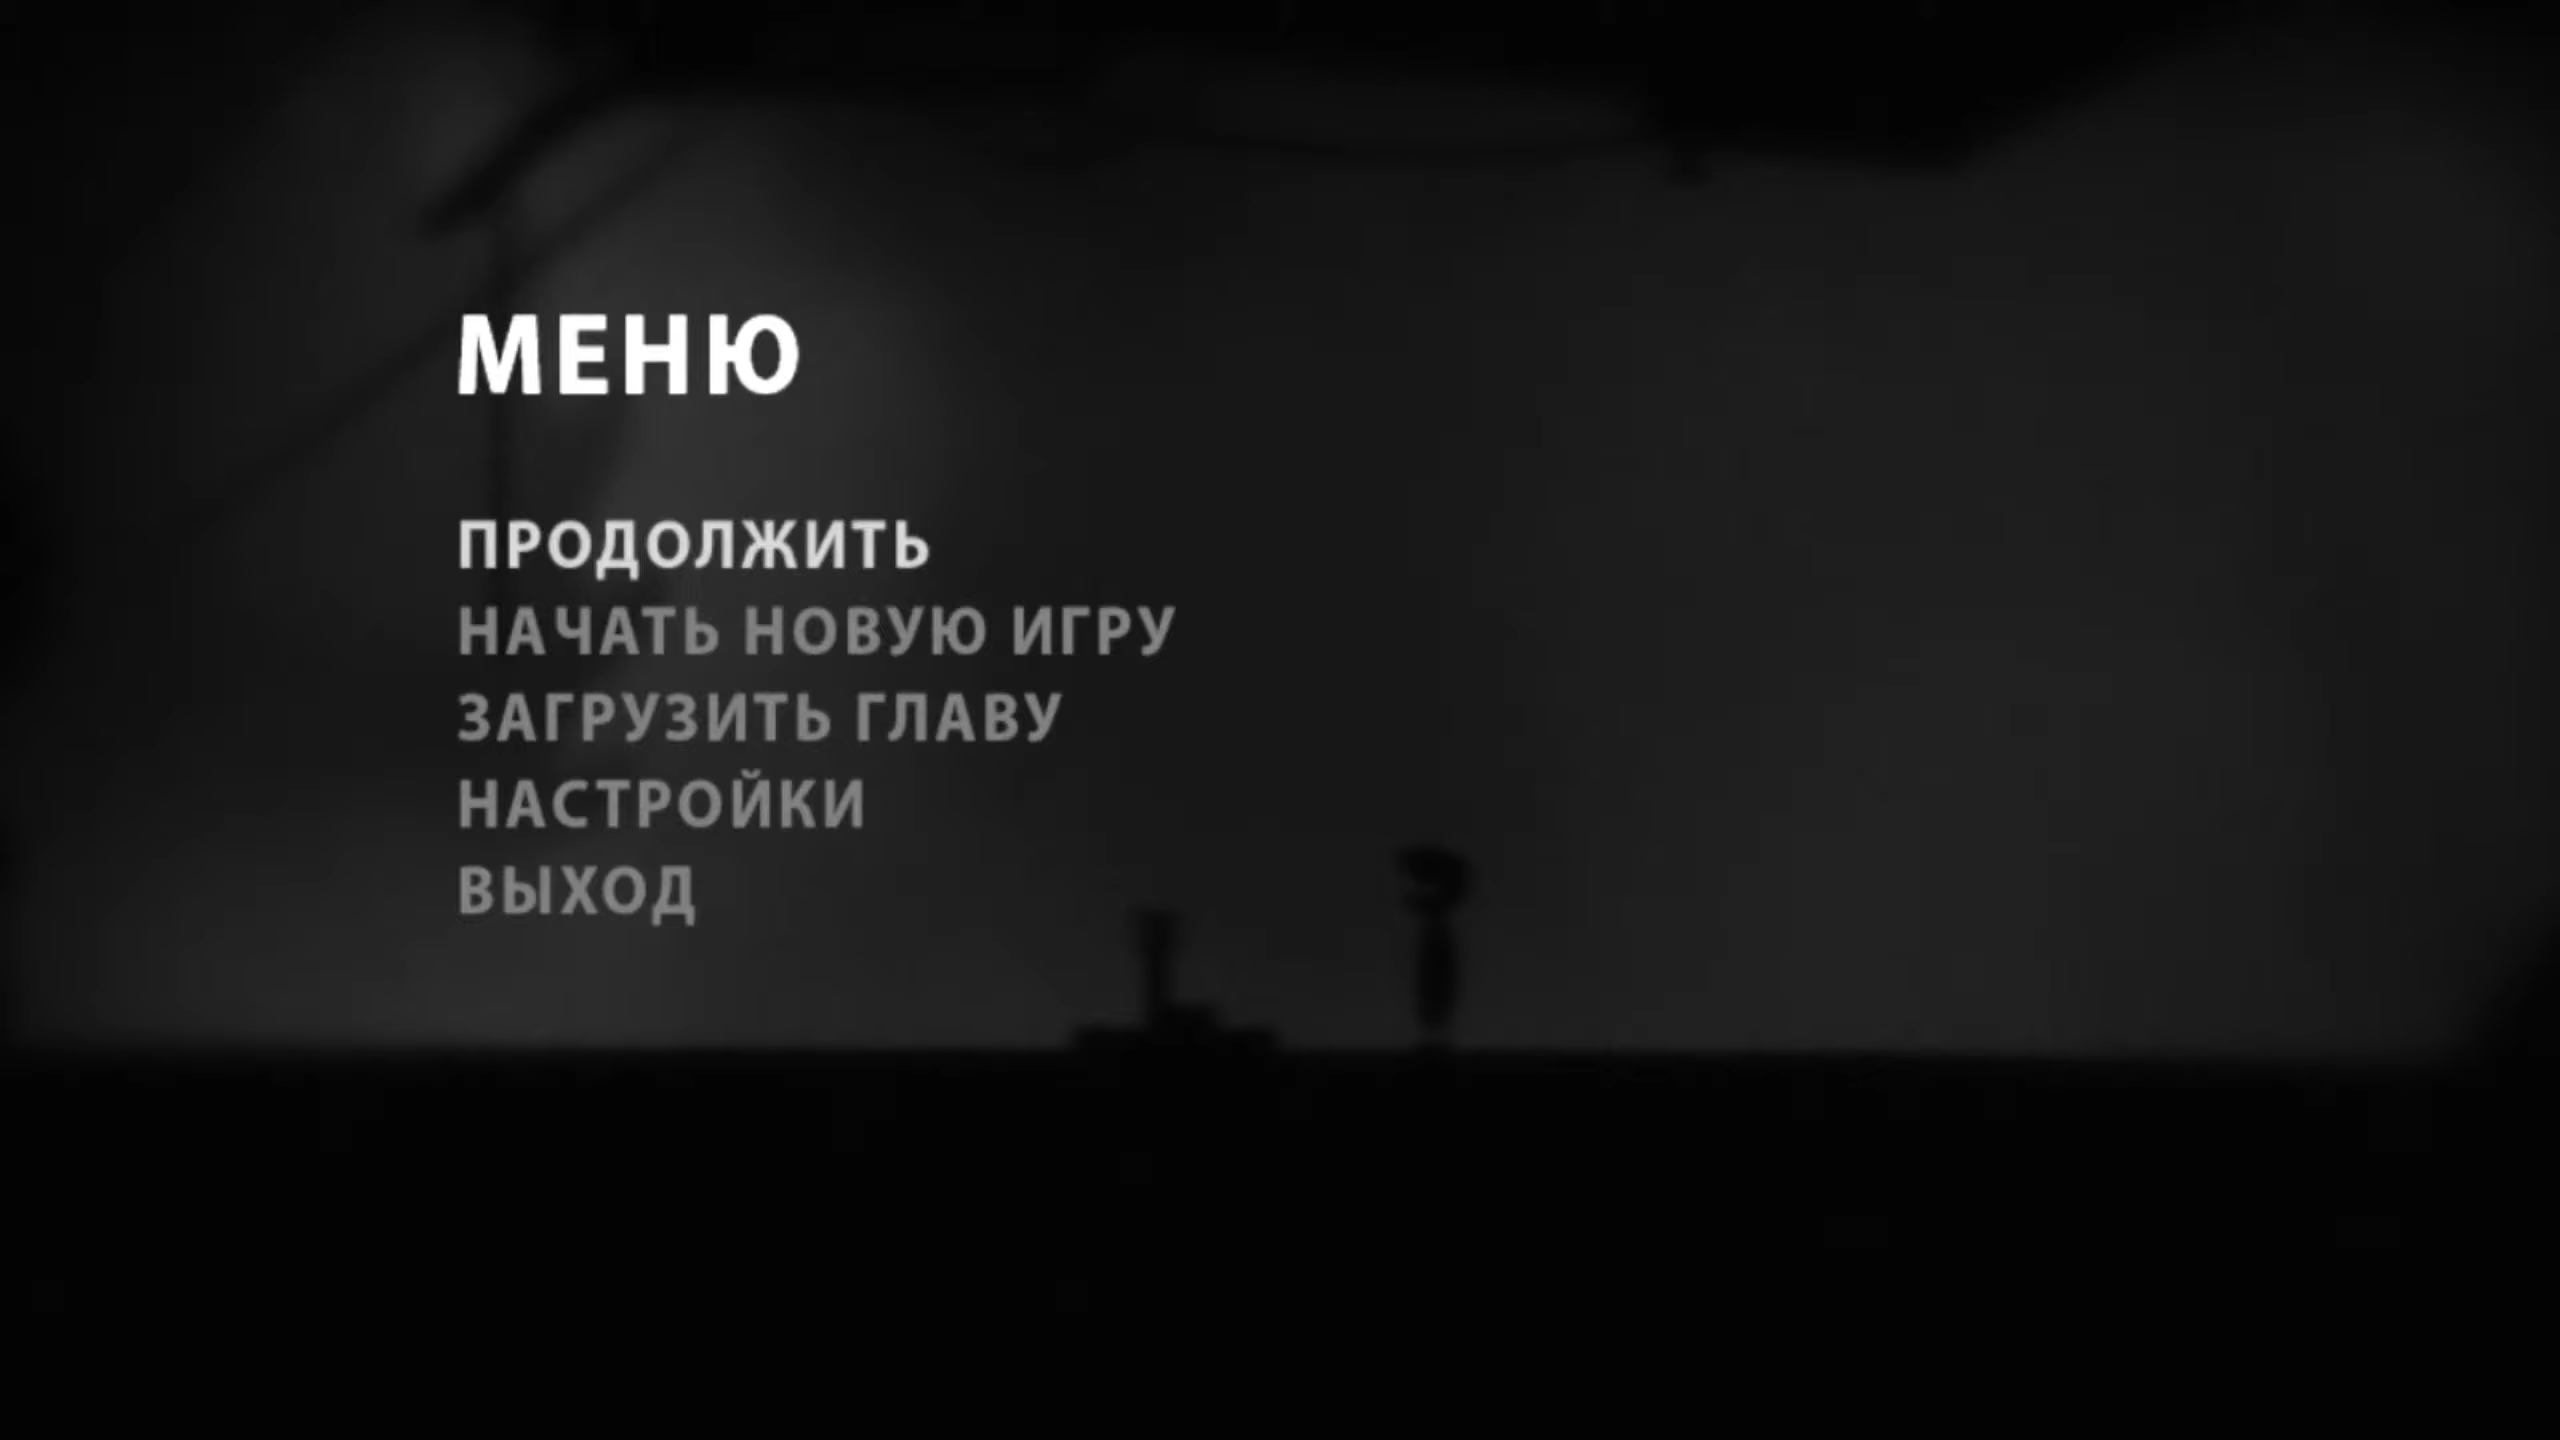 МЕНЮ
ПРОДОЛЖИТЬ
НАЧАТЬ НОВУЮ ИГРУ
ЗАГРУЗИТЬ ГЛАВУ
НАСТРОЙКИ
ВЫХОД